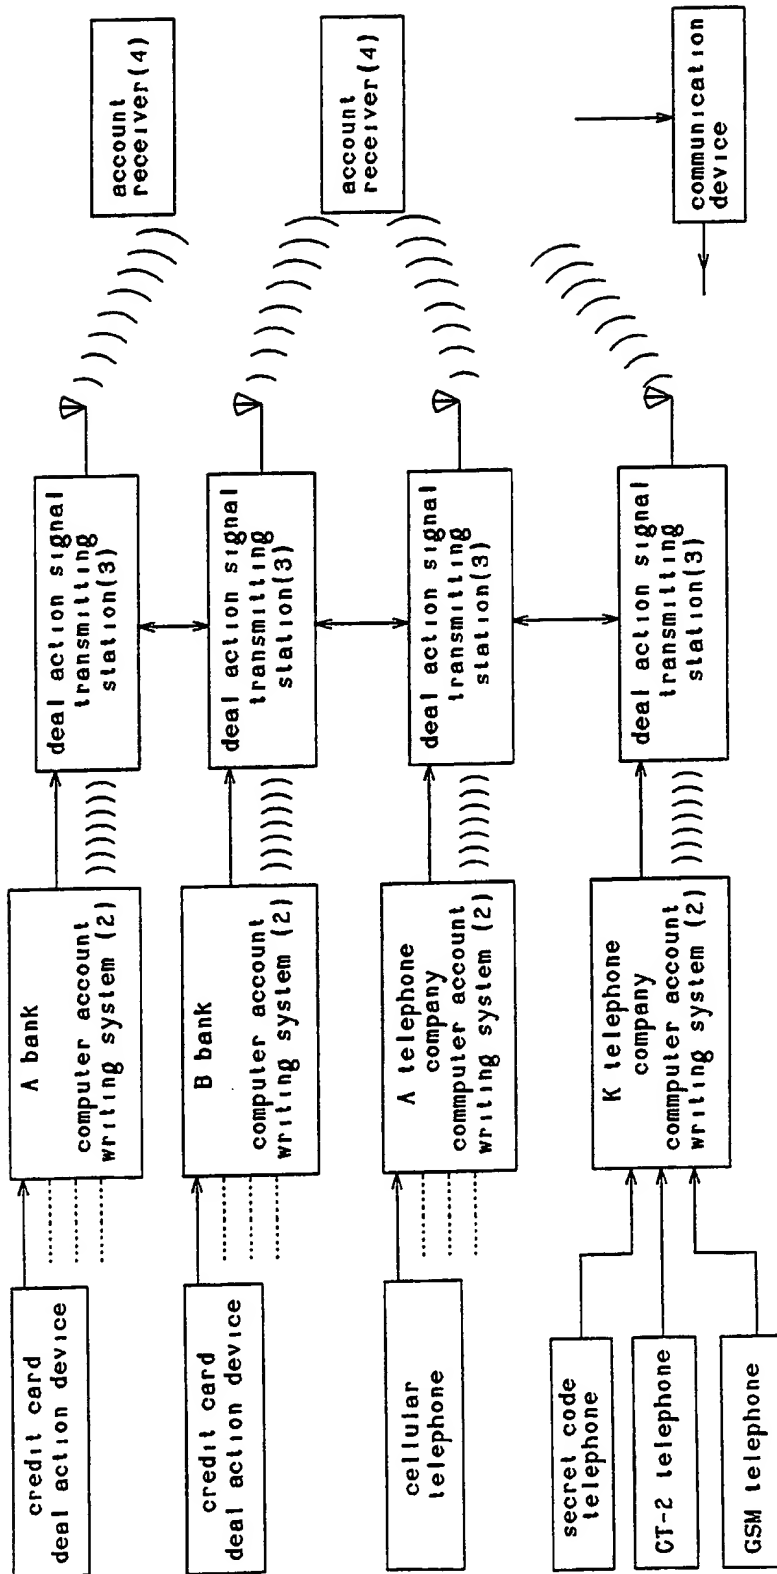 credit card
deal action device
A bank
computer account
writing system (2)
deal action signal
transmitting
station(3)
account
receiver(4)
credit card
deal action device
B bank
computer account
writing system (2)
deal action signal
transmitting
station(3)
account
receiver(4)
cellular
telephone
A telephone
company
commputer account
writing system (2)
deal action signal
transmitting
station(3)
secret code
telephone
CT-2 telephone
GSM telephone
K telephone
company
commputer account
writing system (2)
deal action signal
transmitting
station(3)
communication
device